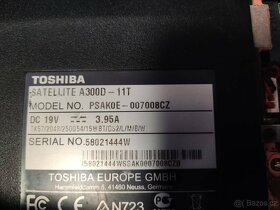 TOSHIBA
SATELLITE A300D-11T
MODEL NO. PSAK0E-007008CZ
DC 19V 3.95A
SERIAL NO. 58021444W
TOSHIBA EUROPE GMBH
Hammfelddamm 8, 41460 Neuss, Germany
N723
Bazos.cz